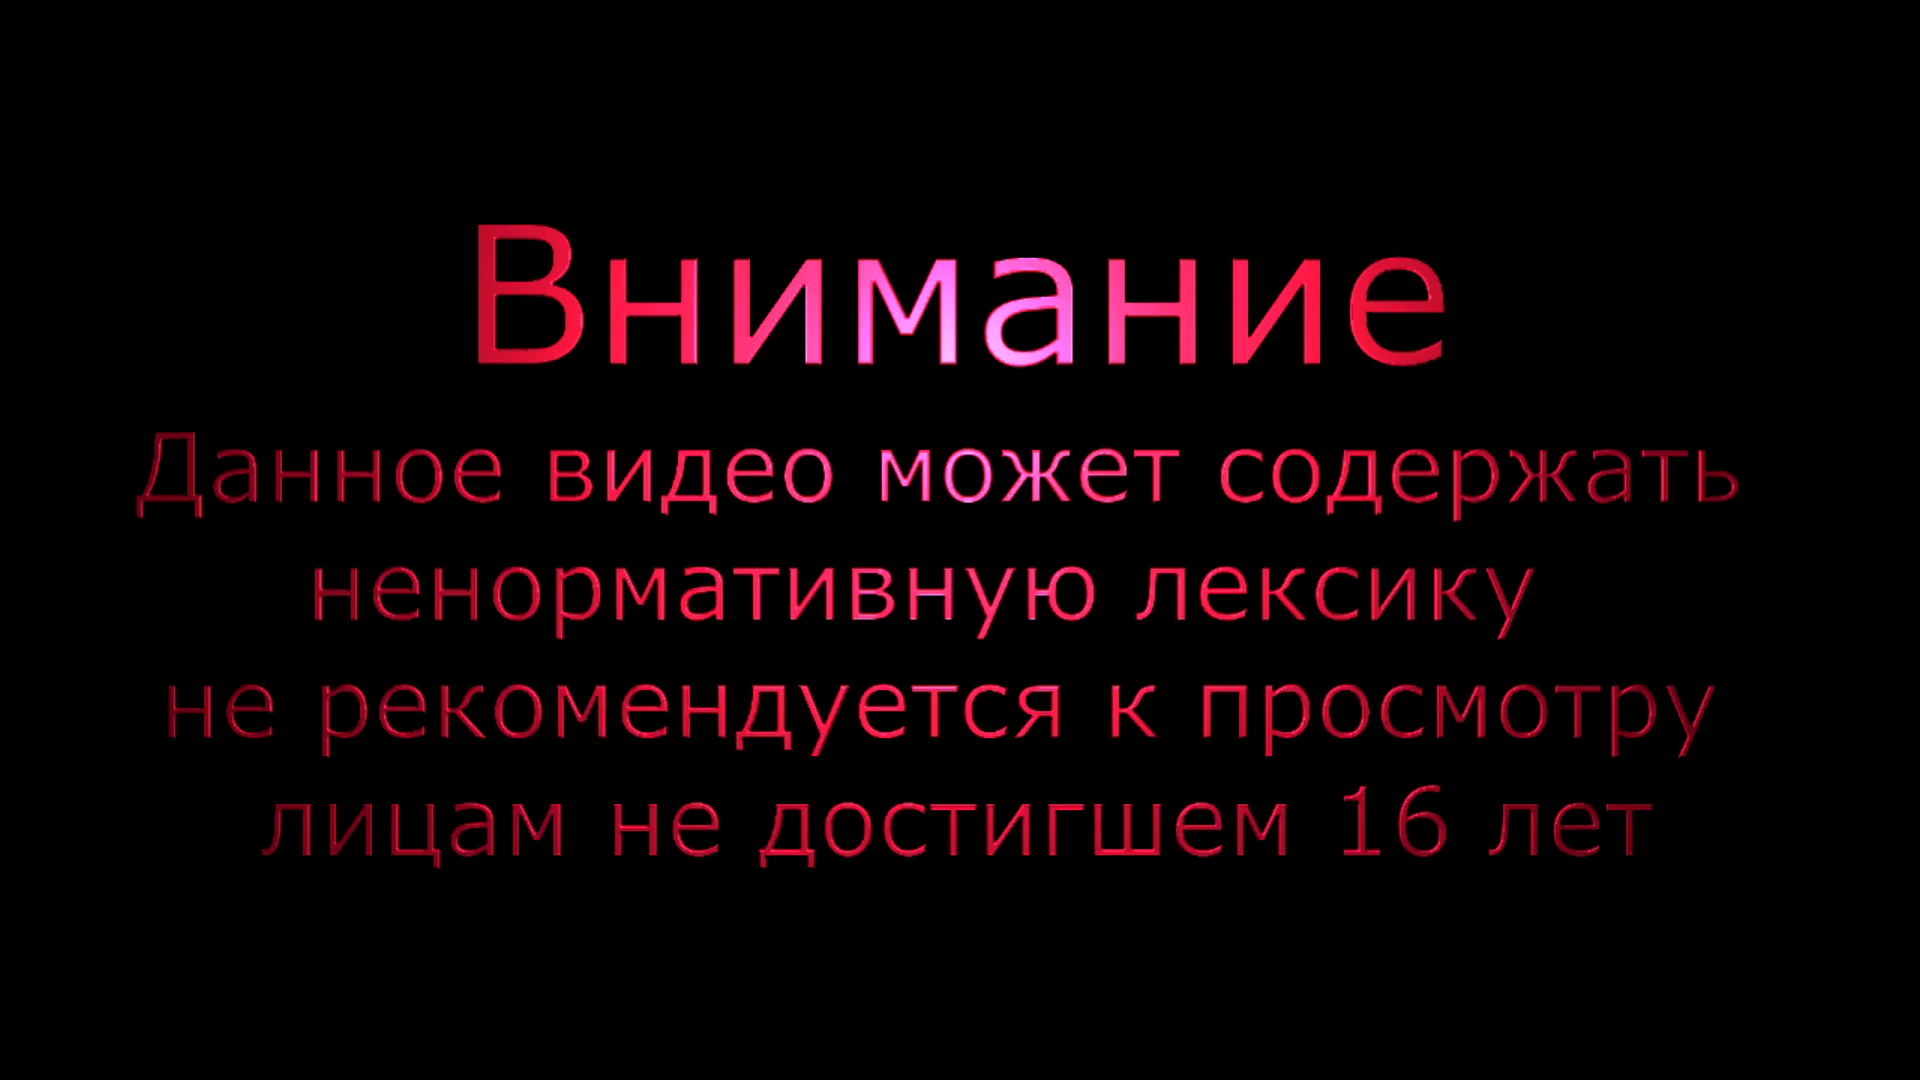 Внимание
Данное видео может содержать
ненормативную лексику
не рекомендуется к просмотру
лицам не достигшем 16 лет